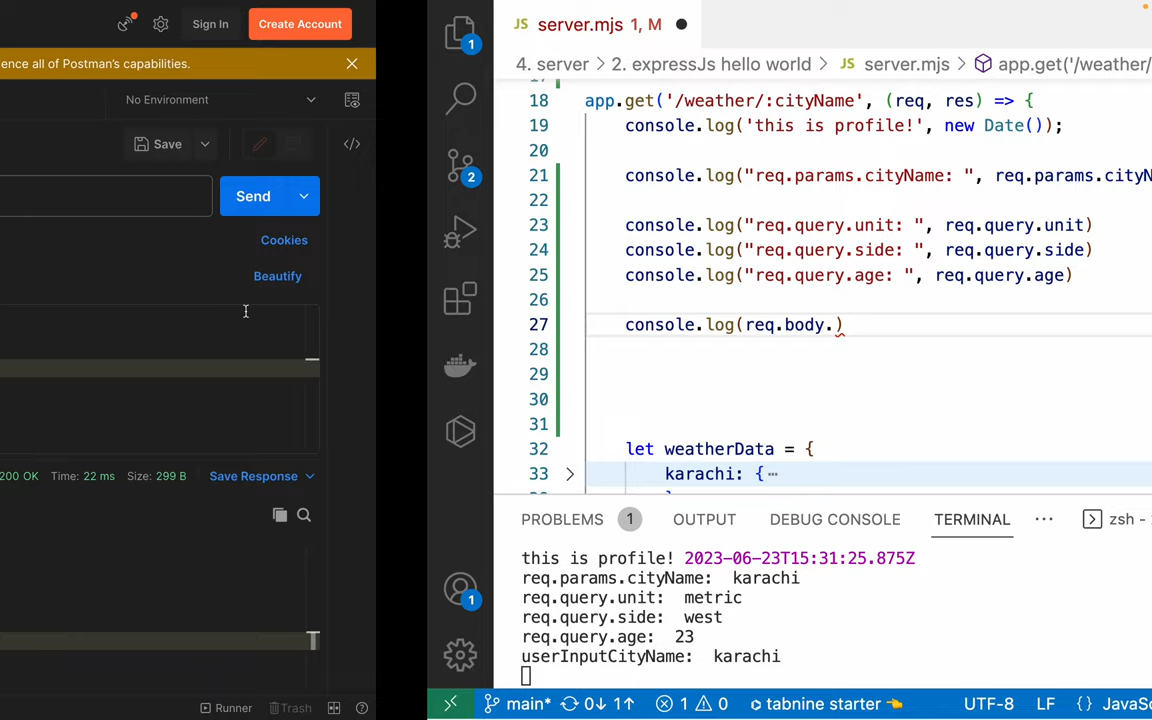 Sign In
Create Account
ence all of Postman's capabilities.
No Environment
Save
Send
Cookies
Beautify
200 OK Time: 22 ms Size: 299 B Save Response
Runner Trash
1
2
1
JS server.mjs 1, M
4. server > 2. expressJs hello world > JS server.mjs > app.get('/weather/
17
18 app.get('/weather/:cityName', (req, res) => {
19 console.log('this is profile!', new Date());
20
21 console.log("req.params.cityName: ", req.params.cityN
22
23 console.log("req.query.unit: ", req.query.unit)
24 console.log("req.query.side: ", req.query.side)
25 console.log("req.query.age: ", req.query.age)
26
27 console.log(req.body.)
28
29
30
31
32 let weatherData = {
33 karachi: {⋯
PROBLEMS 1 OUTPUT DEBUG CONSOLE TERMINAL ⋯ zsh -
this is profile! 2023-06-23T15:31:25.875Z
req.params.cityName: karachi
req.query.unit: metric
req.query.side: west
req.query.age: 23
userInputCityName: karachi
main* 0↓ 1↑ 1 0 tabnine starter UTF-8 LF {} JavaSc